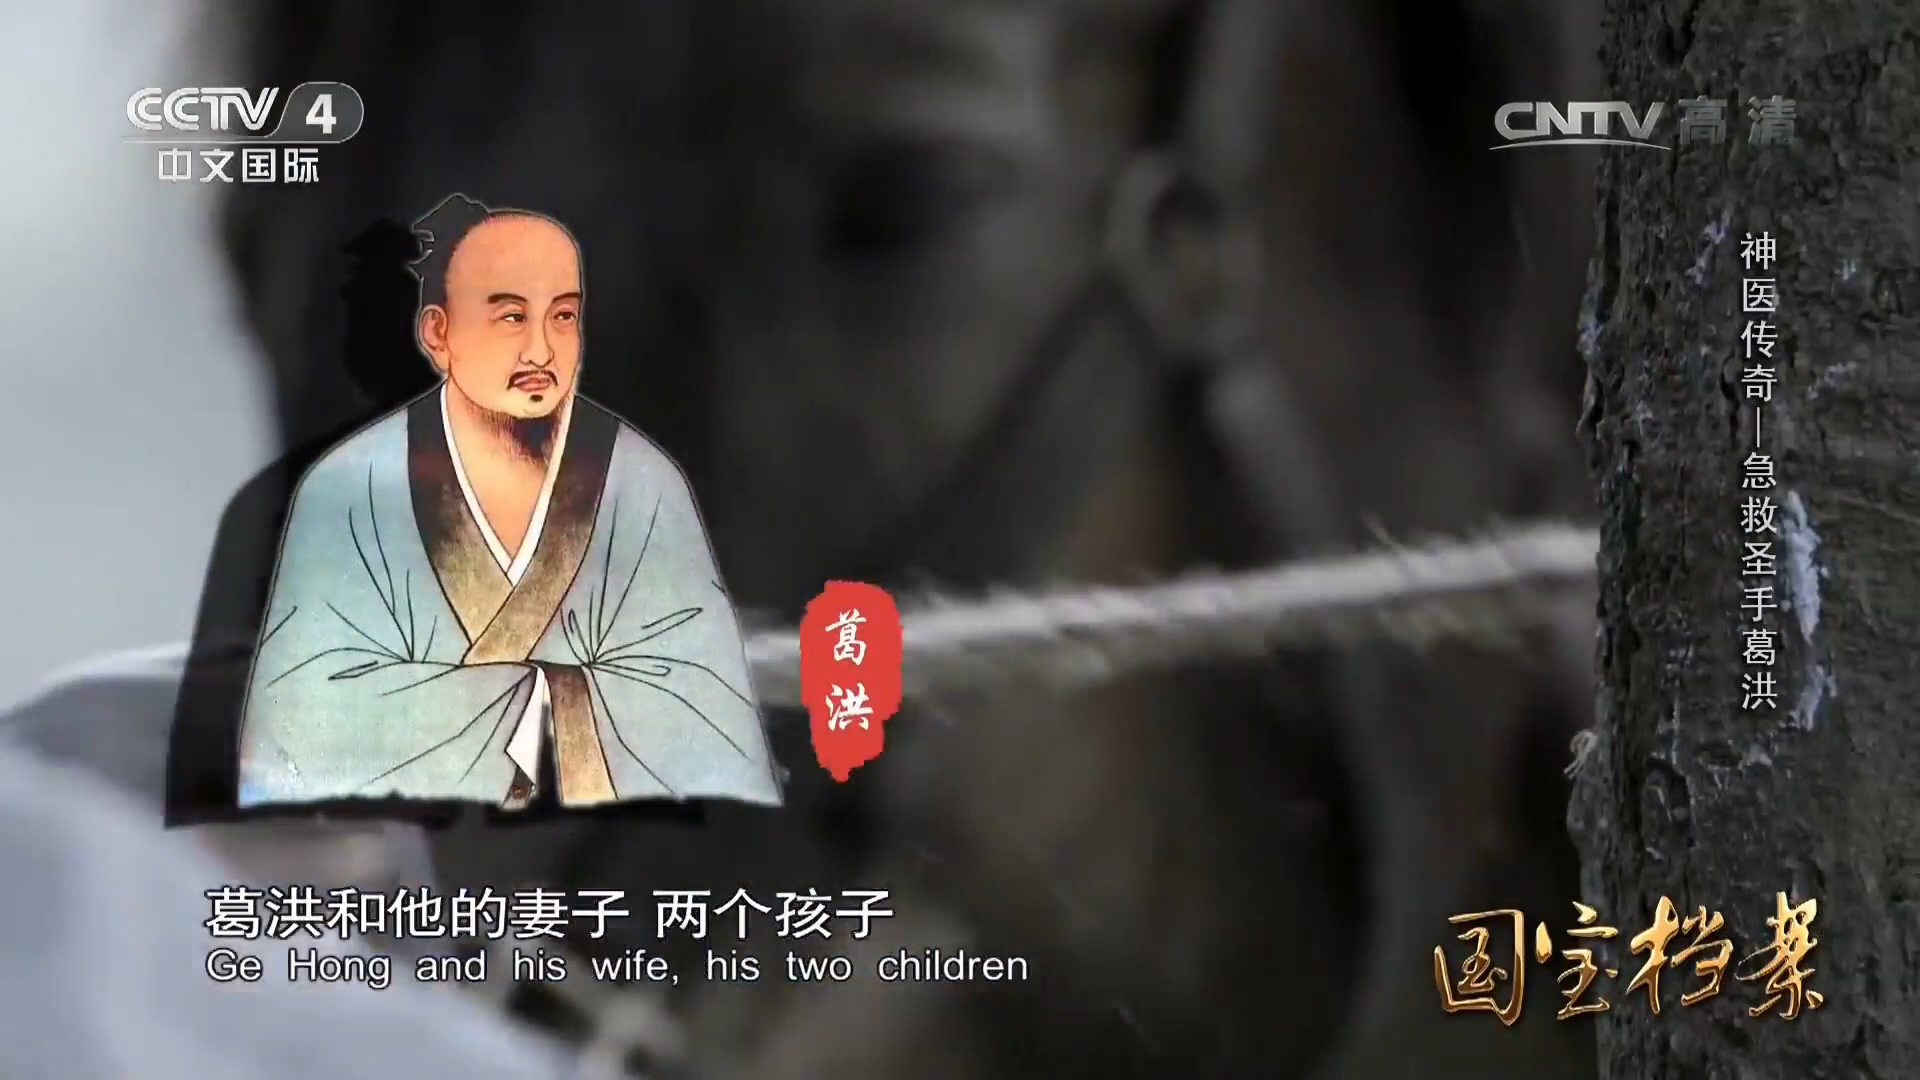 CCTV 4
中文国际
CNTV 高清
神医传奇—急救圣手葛洪
葛洪
葛洪和他的妻子 两个孩子
Ge Hong and his wife, his two children
国宝档案